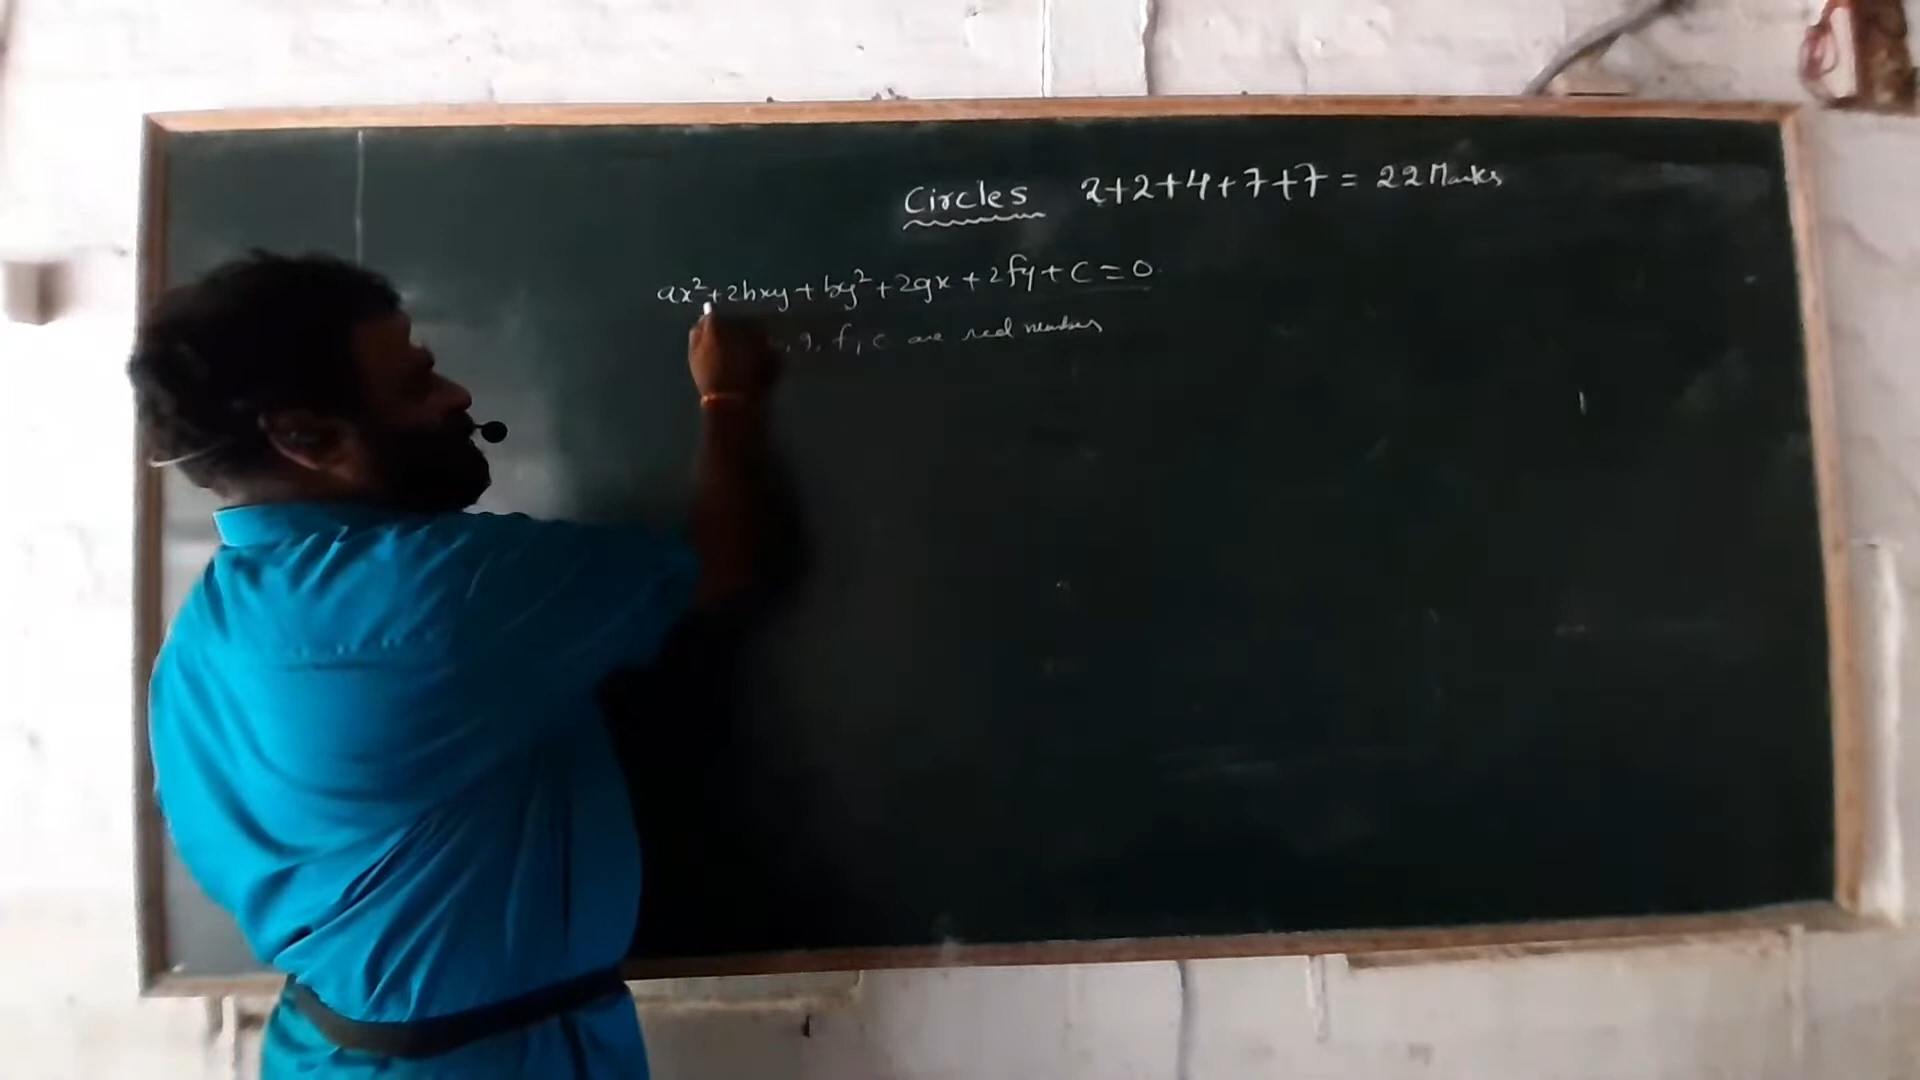 Circles 2+2+4+7+7 = 22 Marks
ax²+2hxy+by²+2gx+2fy+c=0
, g, f, c are real numbers